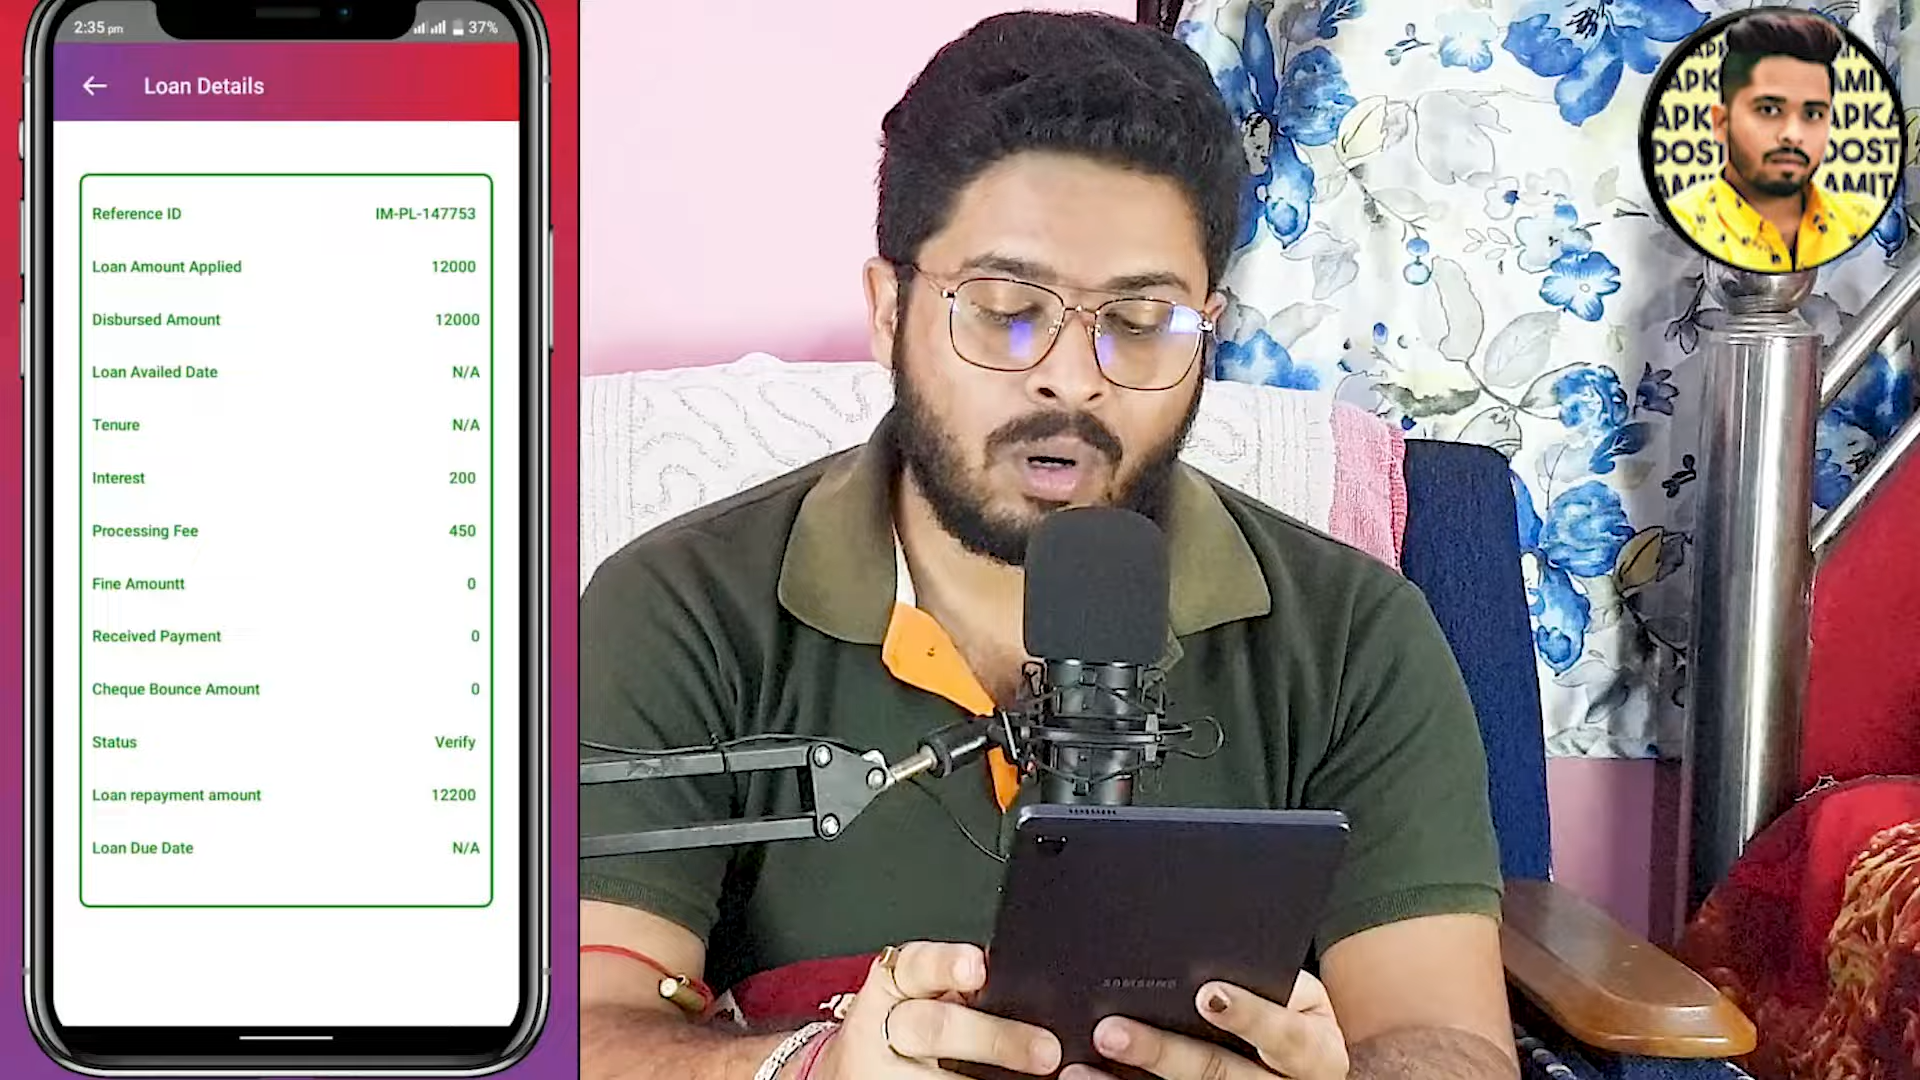 2:35 pm
37%
Loan Details
Reference ID IM-PL-147753
Loan Amount Applied 12000
Disbursed Amount 12000
Loan Availed Date N/A
Tenure N/A
Interest 200
Processing Fee 450
Fine Amountt 0
Received Payment 0
Cheque Bounce Amount 0
Status Verify
Loan repayment amount 12200
Loan Due Date N/A
APKA
DOST
AMIT
SAMSUNG